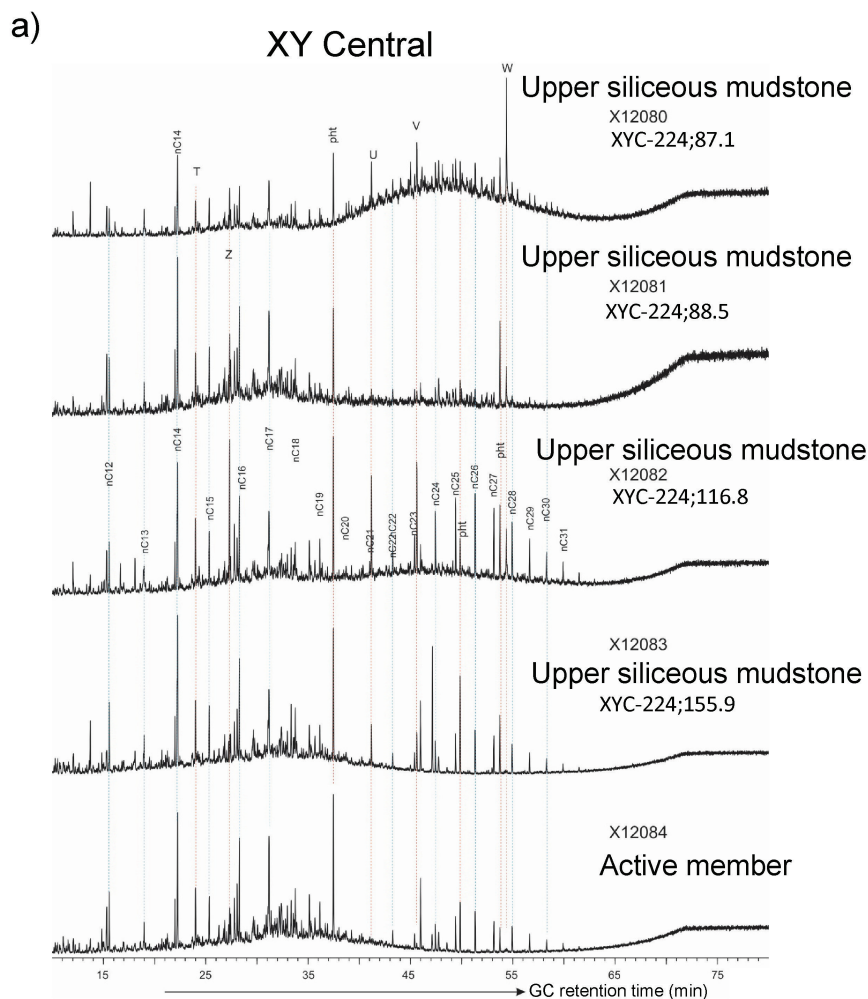 a)
XY Central
W
Upper siliceous mudstone
X12080
XYC-224;87.1
nC14
T
pht
U
V
Z
Upper siliceous mudstone
X12081
XYC-224;88.5
nC12
nC13
nC14
nC15
nC16
nC17
nC18
nC19
nC20
nC21
nC22
nC22
nC23
nC24
nC25
pht
nC26
nC27
pht
nC28
nC29
nC30
nC31
Upper siliceous mudstone
X12082
XYC-224;116.8
X12083
Upper siliceous mudstone
XYC-224;155.9
X12084
Active member
15 25 35 45 55 65 75
GC retention time (min)